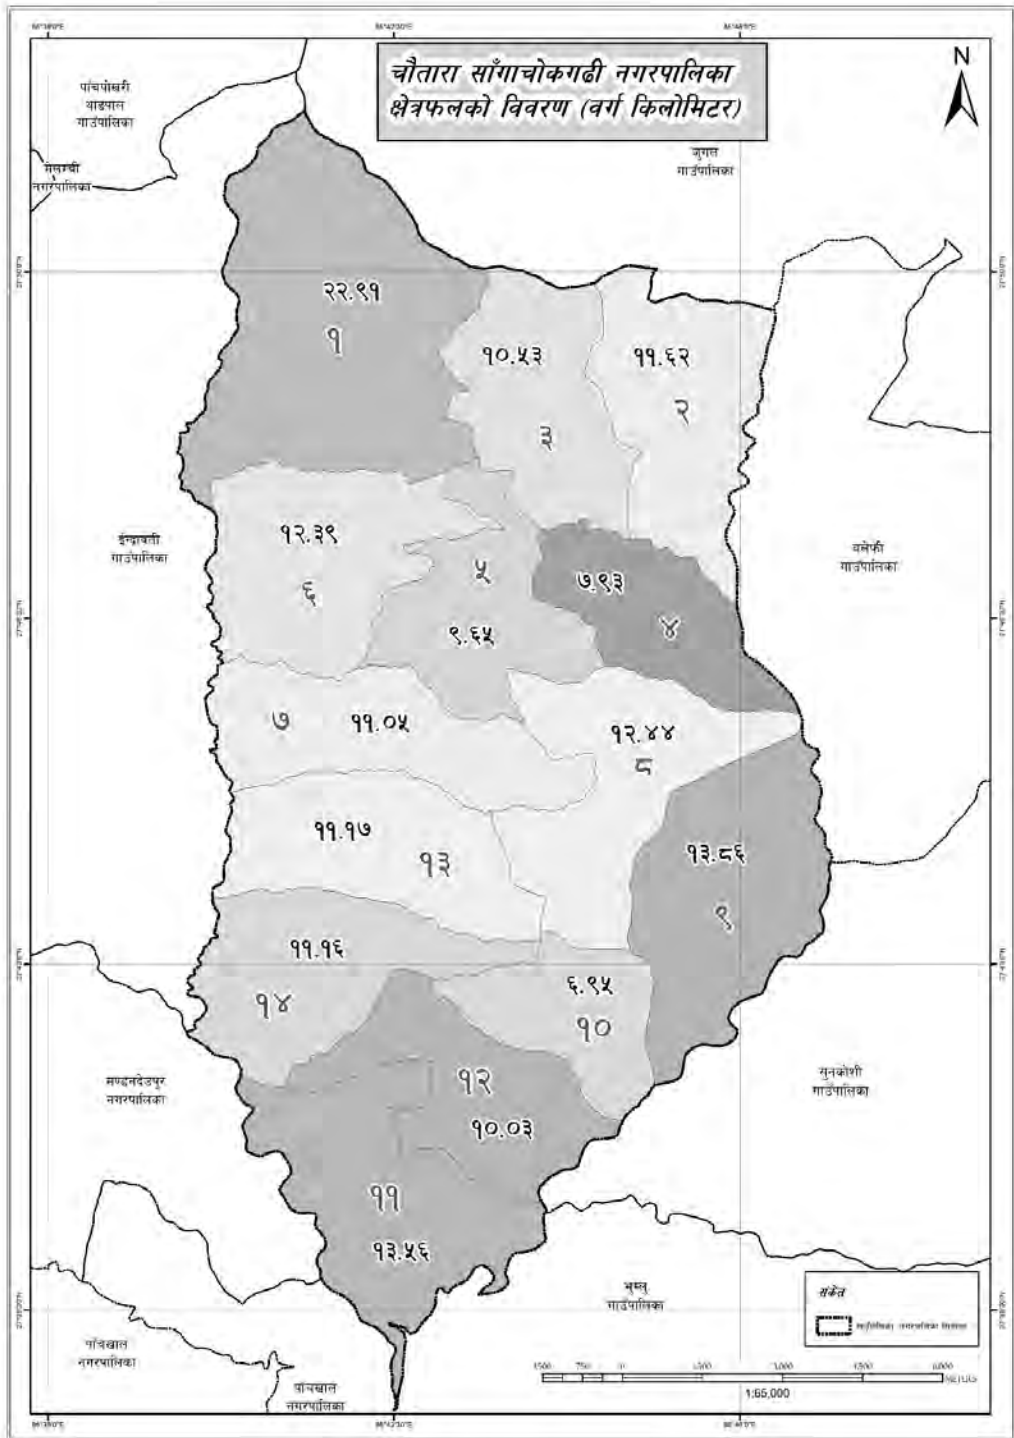 चौतारा साँगाचोकगढी नगरपालिका
क्षेत्रफलको विवरण (वर्ग किलोमिटर)
N
पाँचपोखरी
थाङपाल
गाउँपालिका
जुगल
गाउँपालिका
मेलम्ची
नगरपालिका
२२.९१
१
१०.५३
३
११.६२
२
ईन्द्रावती
गाउँपालिका
१२.३९
६
५
९.६५
७.९३
४
बलेफी
गाउँपालिका
७
११.०५
१२.४४
८
११.१७
१३
१३.८६
९
११.१६
१४
६.९५
१०
मण्डनदेउपुर
नगरपालिका
सुनकोशी
गाउँपालिका
१२
१०.०३
११
१३.५६
भुम्लु
गाउँपालिका
संकेत
पाँचखाल
नगरपालिका
पाँचखाल
नगरपालिका
METERS
1:65,000